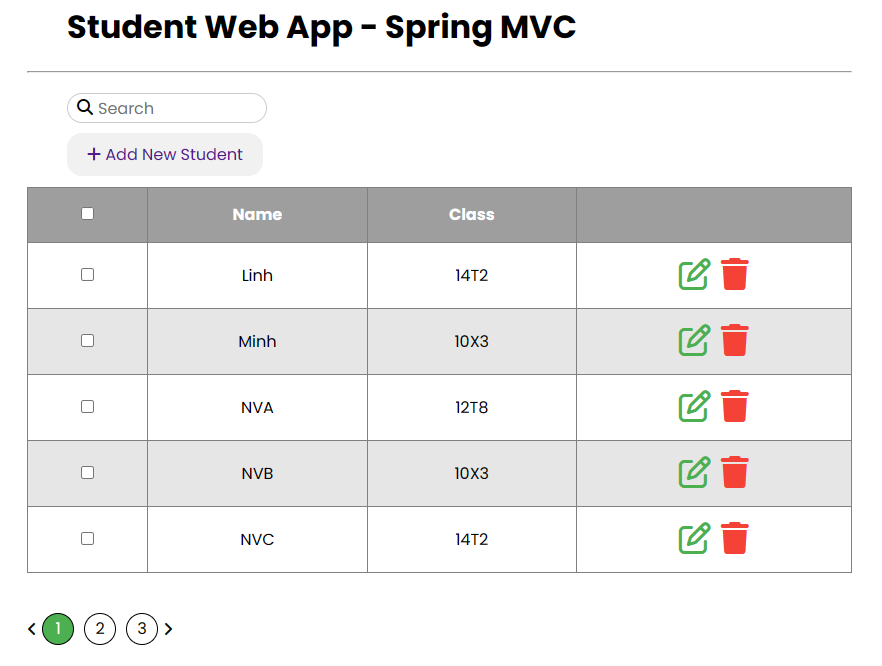 Student Web App - Spring MVC
Search
+ Add New Student
Name Class
Linh 14T2
Minh 10X3
NVA 12T8
NVB 10X3
NVC 14T2
1 2 3